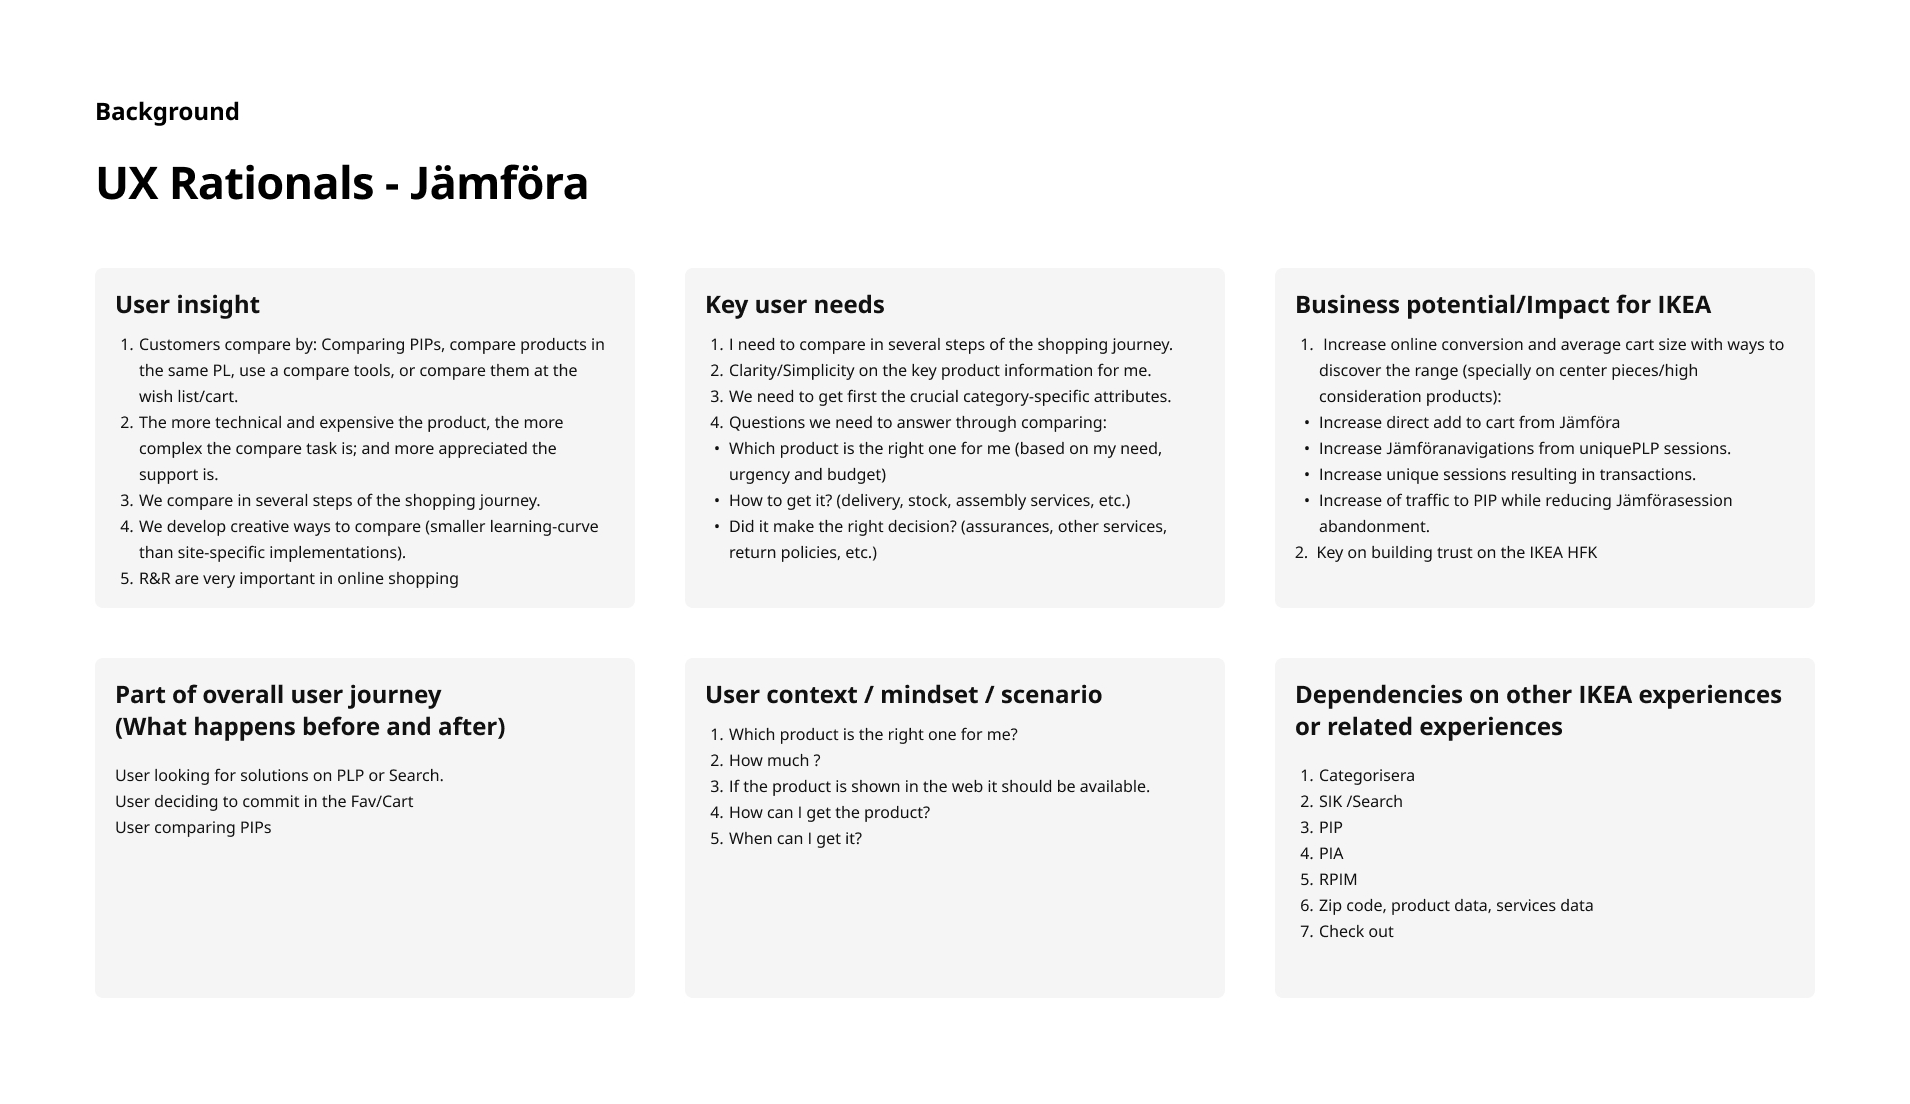 Background
UX Rationals - Jämföra
User insight
1. Customers compare by: Comparing PIPs, compare products in
the same PL, use a compare tools, or compare them at the
wish list/cart.
2. The more technical and expensive the product, the more
complex the compare task is; and more appreciated the
support is.
3. We compare in several steps of the shopping journey.
4. We develop creative ways to compare (smaller learning-curve
than site-specific implementations).
5. R&R are very important in online shopping
Key user needs
1. I need to compare in several steps of the shopping journey.
2. Clarity/Simplicity on the key product information for me.
3. We need to get first the crucial category-specific attributes.
4. Questions we need to answer through comparing:
• Which product is the right one for me (based on my need,
urgency and budget)
• How to get it? (delivery, stock, assembly services, etc.)
• Did it make the right decision? (assurances, other services,
return policies, etc.)
Business potential/Impact for IKEA
1. Increase online conversion and average cart size with ways to
discover the range (specially on center pieces/high
consideration products):
• Increase direct add to cart from Jämföra
• Increase Jämföranavigations from uniquePLP sessions.
• Increase unique sessions resulting in transactions.
• Increase of traffic to PIP while reducing Jämförasession
abandonment.
2. Key on building trust on the IKEA HFK
Part of overall user journey
(What happens before and after)
User looking for solutions on PLP or Search.
User deciding to commit in the Fav/Cart
User comparing PIPs
User context / mindset / scenario
1. Which product is the right one for me?
2. How much ?
3. If the product is shown in the web it should be available.
4. How can I get the product?
5. When can I get it?
Dependencies on other IKEA experiences
or related experiences
1. Categorisera
2. SIK /Search
3. PIP
4. PIA
5. RPIM
6. Zip code, product data, services data
7. Check out